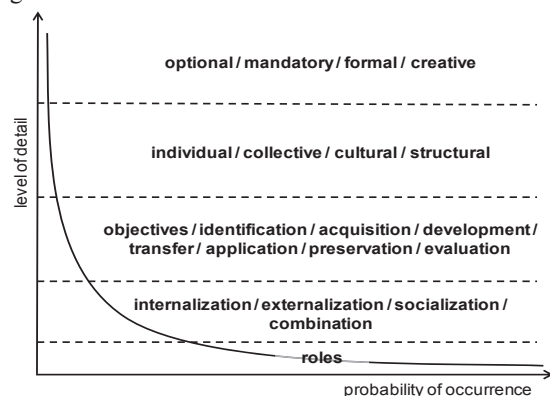 optional / mandatory / formal / creative
individual / collective / cultural / structural
objectives / identification / acquisition / development /
transfer / application / preservation / evaluation
internalization / externalization / socialization /
combination
roles
level of detail
probability of occurrence